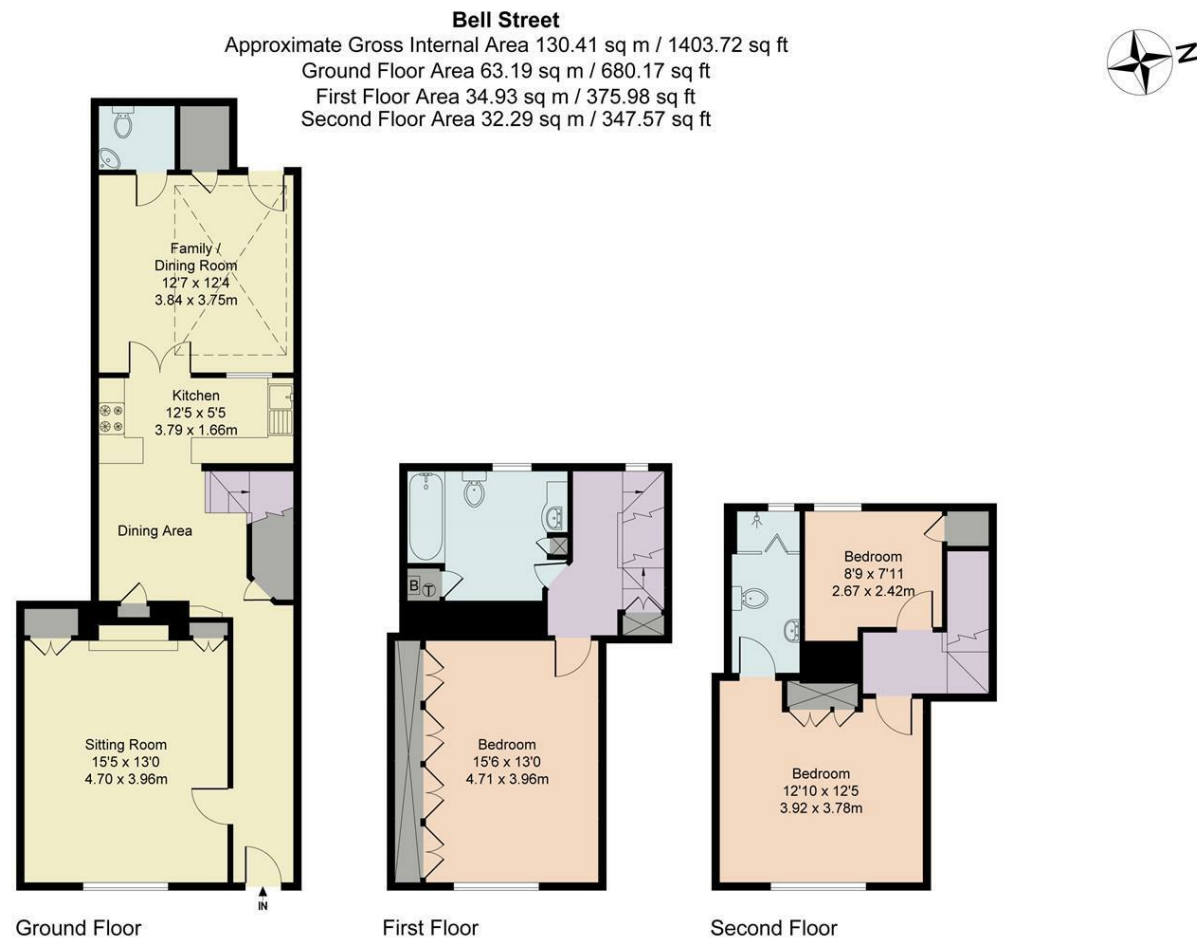 Bell Street
Approximate Gross Internal Area 130.41 sq m / 1403.72 sq ft
Ground Floor Area 63.19 sq m / 680.17 sq ft
First Floor Area 34.93 sq m / 375.98 sq ft
Second Floor Area 32.29 sq m / 347.57 sq ft
N
Family /
Dining Room
12'7 x 12'4
3.84 x 3.75m
Kitchen
12'5 x 5'5
3.79 x 1.66m
Dining Area
Sitting Room
15'5 x 13'0
4.70 x 3.96m
IN
Ground Floor
B
T
Bedroom
15'6 x 13'0
4.71 x 3.96m
First Floor
Bedroom
8'9 x 7'11
2.67 x 2.42m
Bedroom
12'10 x 12'5
3.92 x 3.78m
Second Floor